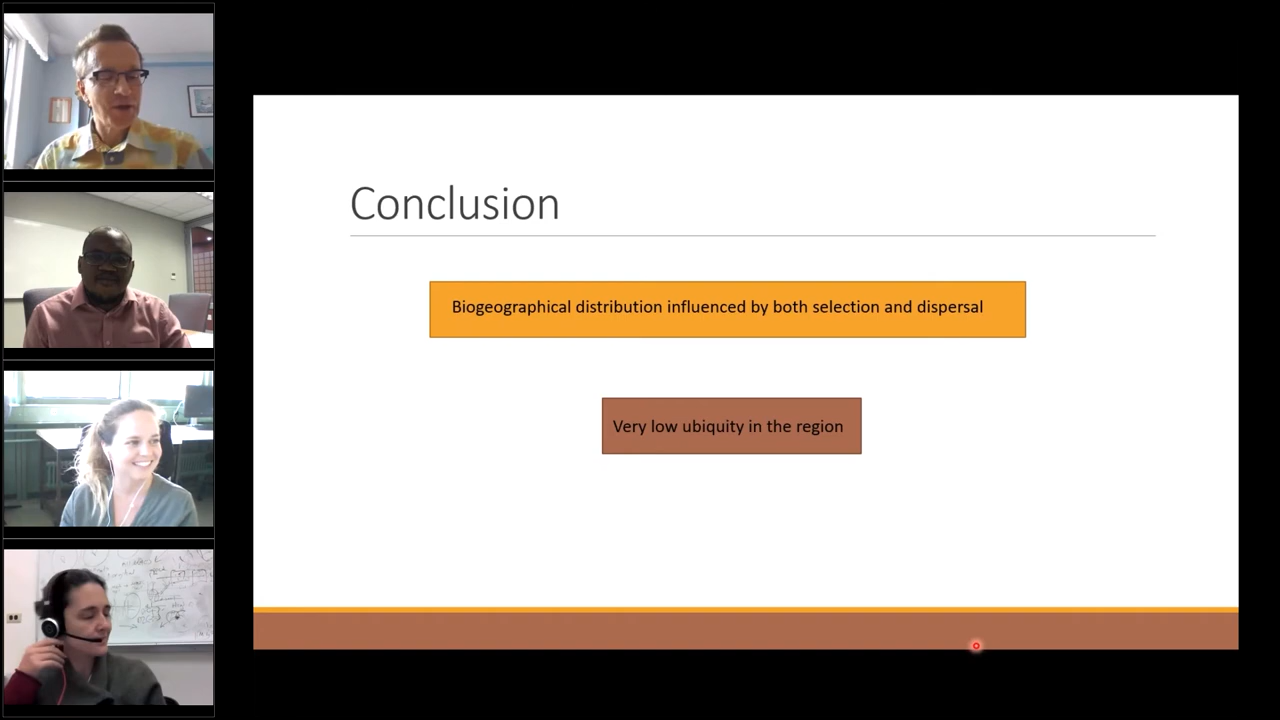 Conclusion
Biogeographical distribution influenced by both selection and dispersal
Very low ubiquity in the region